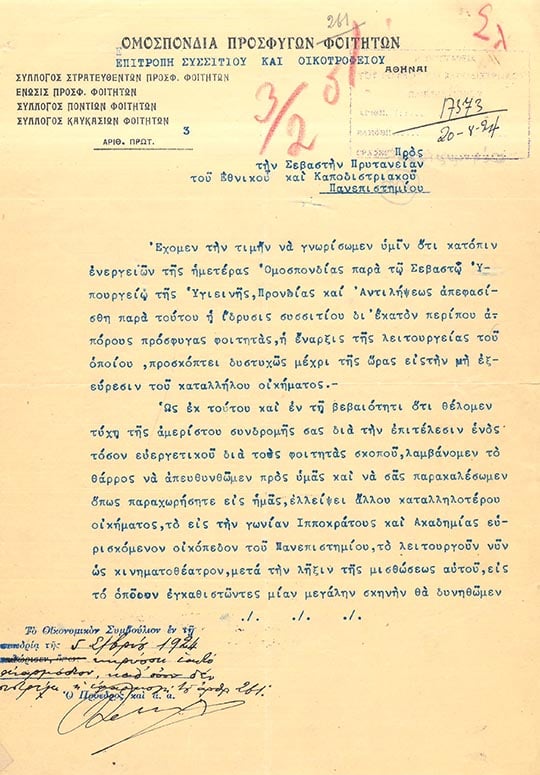 261
ΟΜΟΣΠΟΝΔΙΑ ΠΡΟΣΦΥΓΩΝ ΦΟΙΤΗΤΩΝ
ΕΠΙΤΡΟΠΗ ΣΥΣΣΙΤΙΟΥ ΚΑΙ ΟΙΚΟΤΡΟΦΕΙΟΥ
ΑΘΗΝΑΙ
ΣΥΛΛΟΓΟΣ ΣΤΡΑΤΕΥΘΕΝΤΩΝ ΠΡΟΣΦ. ΦΟΙΤΗΤΩΝ
ΕΝΩΣΙΣ ΠΡΟΣΦ. ΦΟΙΤΗΤΩΝ
ΣΥΛΛΟΓΟΣ ΠΟΝΤΙΩΝ ΦΟΙΤΗΤΩΝ
ΣΥΛΛΟΓΟΣ ΚΑΥΚΑΣΙΩΝ ΦΟΙΤΗΤΩΝ
3
ΑΡΙΘ. ΠΡΩΤ.
3/2
17373
Πρὸς
τὴν Σεβαστὴν Πρυτανείαν
τοῦ Ἐθνικοῦ καὶ Καποδιστριακοῦ
Πανεπιστημίου
Ἔχομεν τὴν τιμὴν νὰ γνωρίσωμεν ὑμῖν ὅτι κατόπιν
ἐνεργειῶν τῆς ἡμετέρας Ὁμοσπονδίας παρὰ τῷ Σεβαστῷ Ὑ-
πουργείῳ τῆς Ὑγιεινῆς,Προνοίας καὶ Ἀντιλήψεως ἀπεφασί-
σθη παρὰ τούτου ἡ ἵδρυσις συσσιτίου δι'ἑκατὸν περίπου ἀ-
πόρους πρόσφυγας φοιτητὰς,ἡ ἔναρξις τῆς λειτουργείας τοῦ
ὁποίου ,προσκόπτει δυστυχῶς μέχρι τῆς ὥρας εἰςτὴν μὴ ἐξ-
εύρεσιν τοῦ καταλλήλου οἰκήματος.-
Ὡς ἐκ τούτου καὶ ἐν τῇ βεβαιότητι ὅτι θέλομεν
τύχῃ τῆς ἀμερίστου συνδρομῆς σας διὰ τὴν ἐπιτέλεσιν ἑνὸς
τόσον εὐεργετικοῦ διὰ τοὺς φοιτητὰς σκοποῦ,λαμβάνομεν τὸ
θάρρος νὰ ἀπευθυνθῶμεν πρὸς ὑμᾶς καὶ νὰ σᾶς παρακαλέσωμεν
ὅπως παραχωρήσητε εἰς ἡμᾶς,ἐλλείψει ἄλλου καταλληλοτέρου
οἰκήματος,τὸ εἰς τὴν γωνίαν Ἱπποκράτους καὶ Ἀκαδημίας εὑ-
ρισκόμενον οἰκόπεδον τοῦ Πανεπιστημίου,τὸ λειτουργοῦν νῦν
ὡς κινηματοθέατρον,μετὰ τὴν λῆξιν τῆς μισθώσεως αὐτοῦ,εἰς
τὸ ὁποῖον ἐγκαθιστῶντες μίαν μεγάλην σκηνὴν θὰ δυνηθῶμεν
./. ./. ./.
Τὸ Οἰκονομικὸν Συμβούλιον ἐν τῇ
τῆς 5 1924
261.
Ὁ Πρόεδρος κ.α.α.